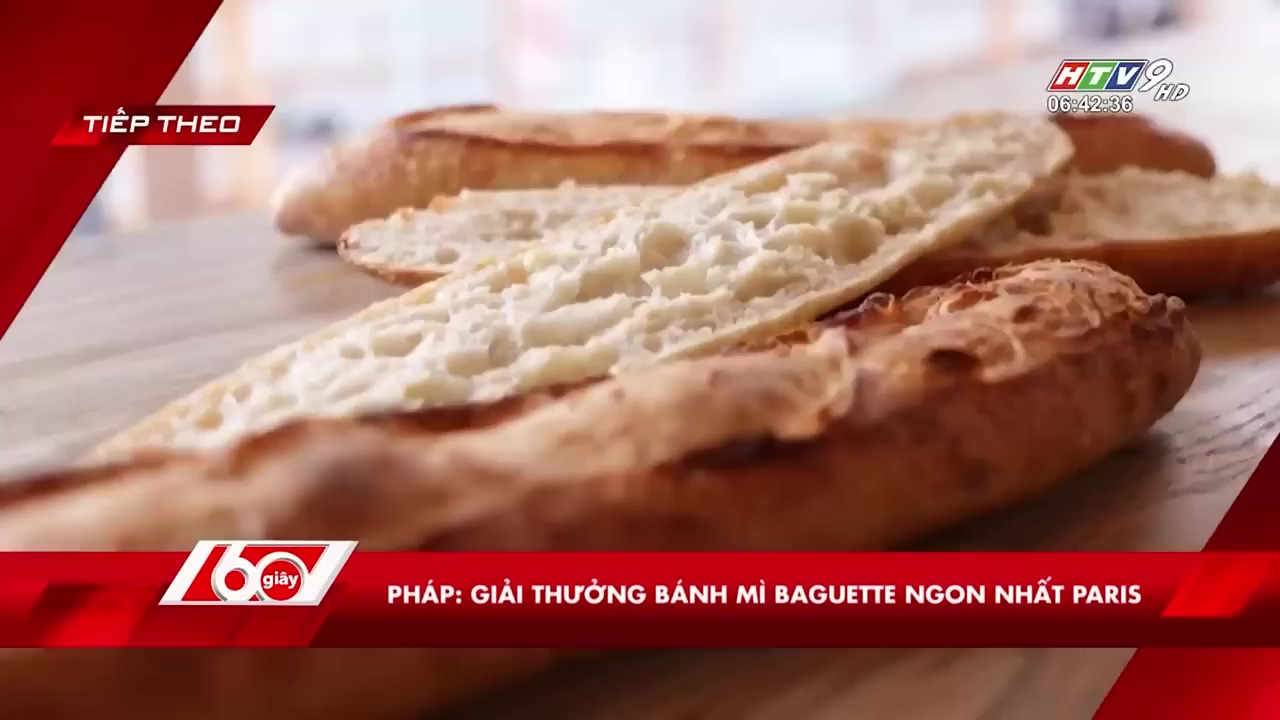 TIẾP THEO
HTV9 HD
06:42:36
60 giây
PHÁP: GIẢI THƯỞNG BÁNH MÌ BAGUETTE NGON NHẤT PARIS